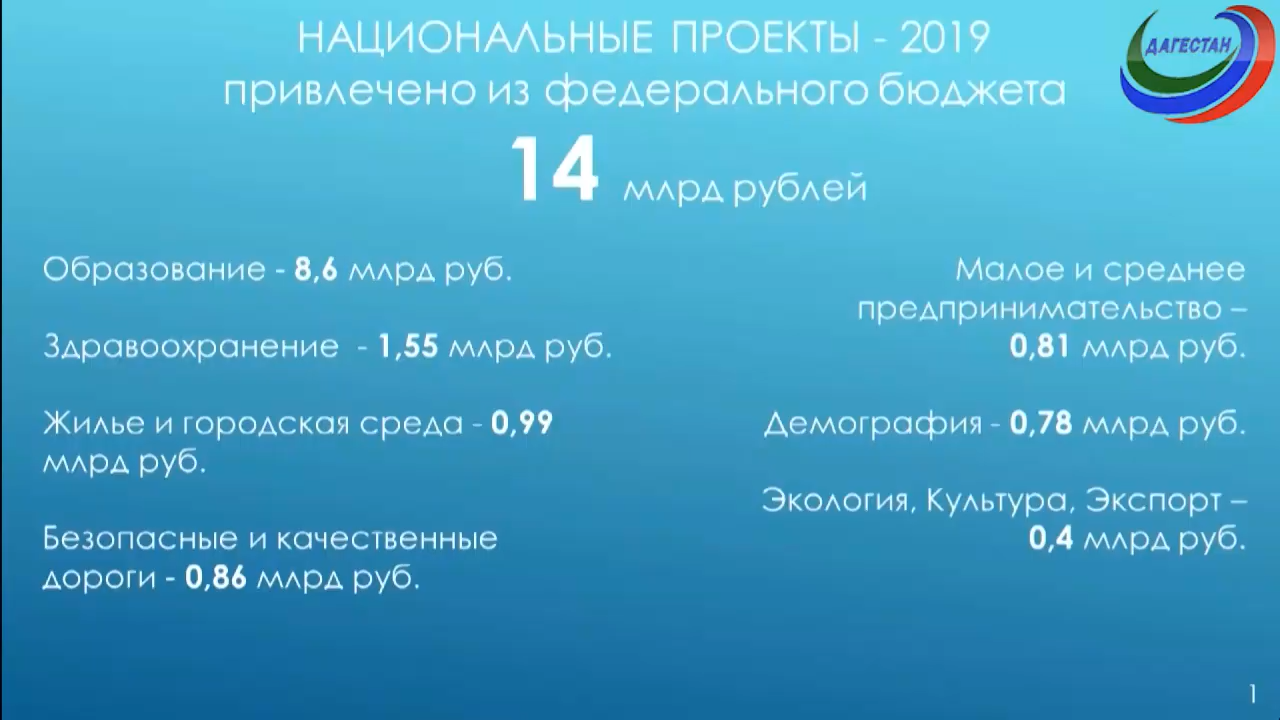 НАЦИОНАЛЬНЫЕ ПРОЕКТЫ - 2019
привлечено из федерального бюджета
14 млрд рублей
ДАГЕСТАН
Образование - 8,6 млрд руб.
Здравоохранение - 1,55 млрд руб.
Жилье и городская среда - 0,99
млрд руб.
Безопасные и качественные
дороги - 0,86 млрд руб.
Малое и среднее
предпринимательство –
0,81 млрд руб.
Демография - 0,78 млрд руб.
Экология, Культура, Экспорт –
0,4 млрд руб.
1